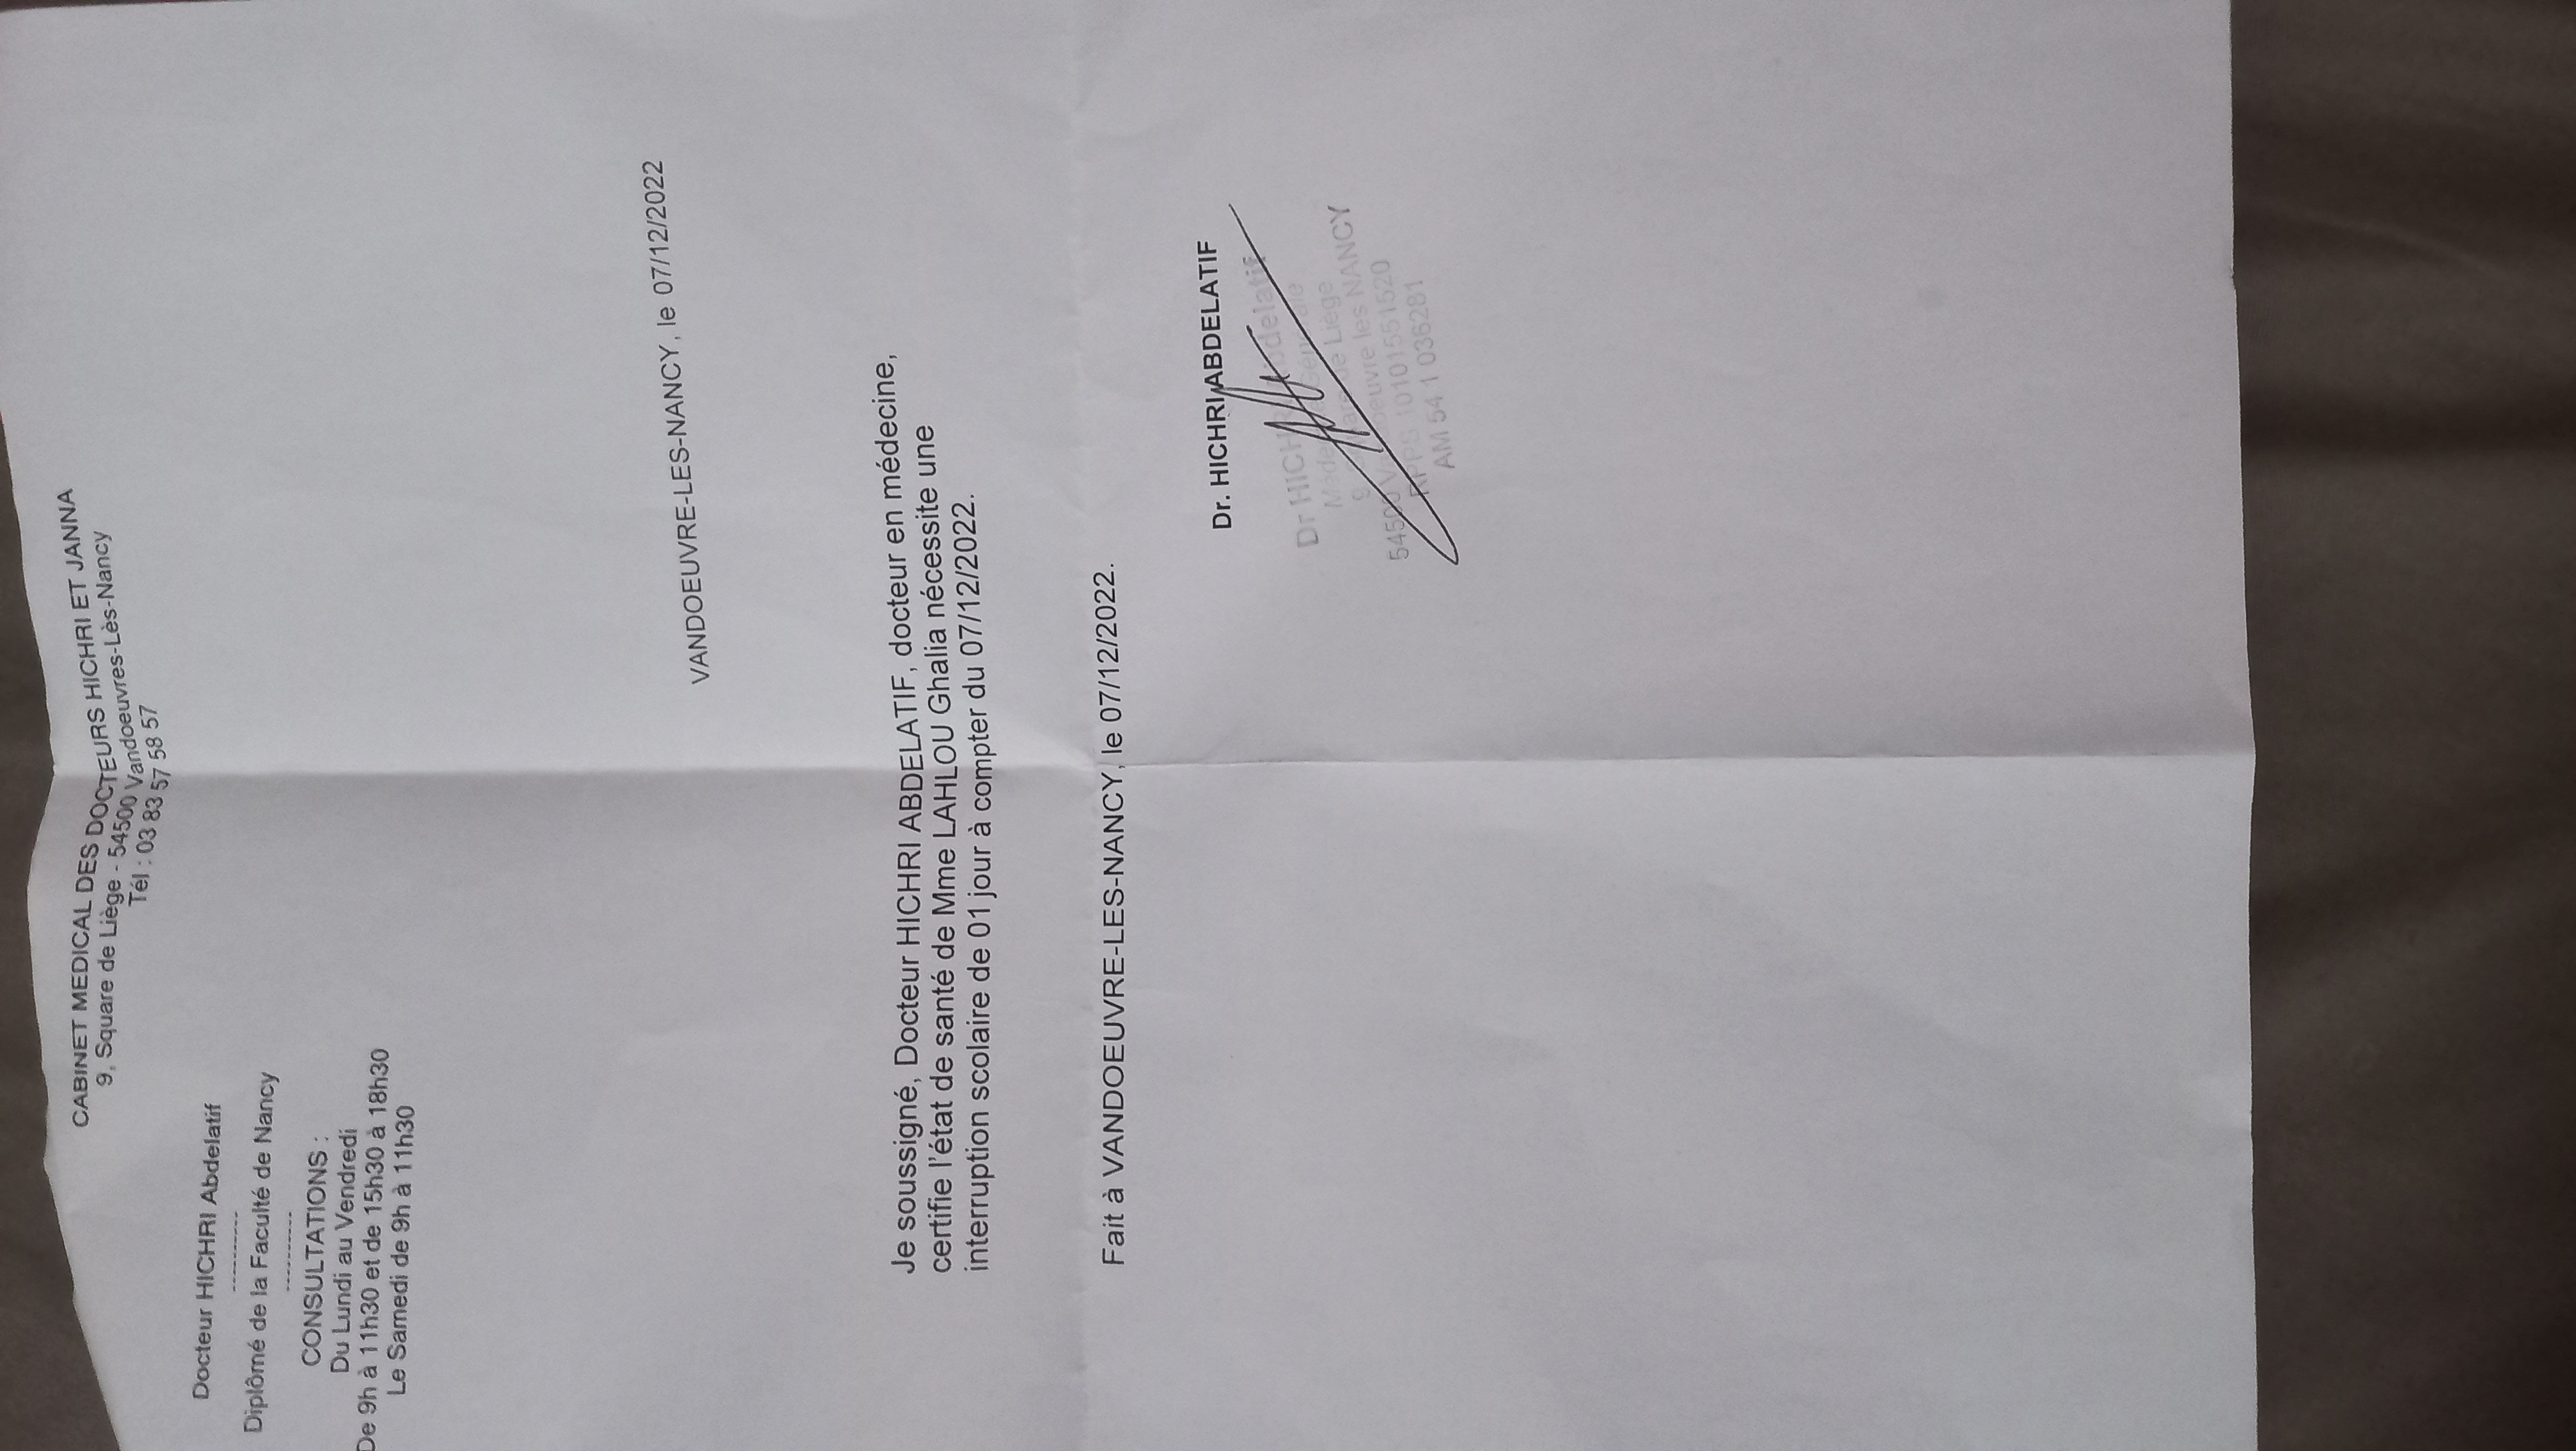 CABINET MEDICAL DES DOCTEURS HICHRI ET JANNA
9, Square de Liège - 54500 Vandoeuvres-Lès-Nancy
Tél : 03 83 57 58 57
Docteur HICHRI Abdelatif
----------
Diplômé de la Faculté de Nancy
----------
CONSULTATIONS :
Du Lundi au Vendredi
De 9h à 11h30 et de 15h30 à 18h30
Le Samedi de 9h à 11h30
VANDOEUVRE-LES-NANCY, le 07/12/2022
Je soussigné, Docteur HICHRI ABDELATIF, docteur en médecine,
certifie l'état de santé de Mme LAHLOU Ghalia nécessite une
interruption scolaire de 01 jour à compter du 07/12/2022.
Fait à VANDOEUVRE-LES-NANCY, le 07/12/2022.
Dr. HICHRI ABDELATIF
Dr HICHRI Abdelatif
Médecine Générale
9, Square de Liège
54500 Vandoeuvre les NANCY
RPPS 10101551520
AM 54 1 036281